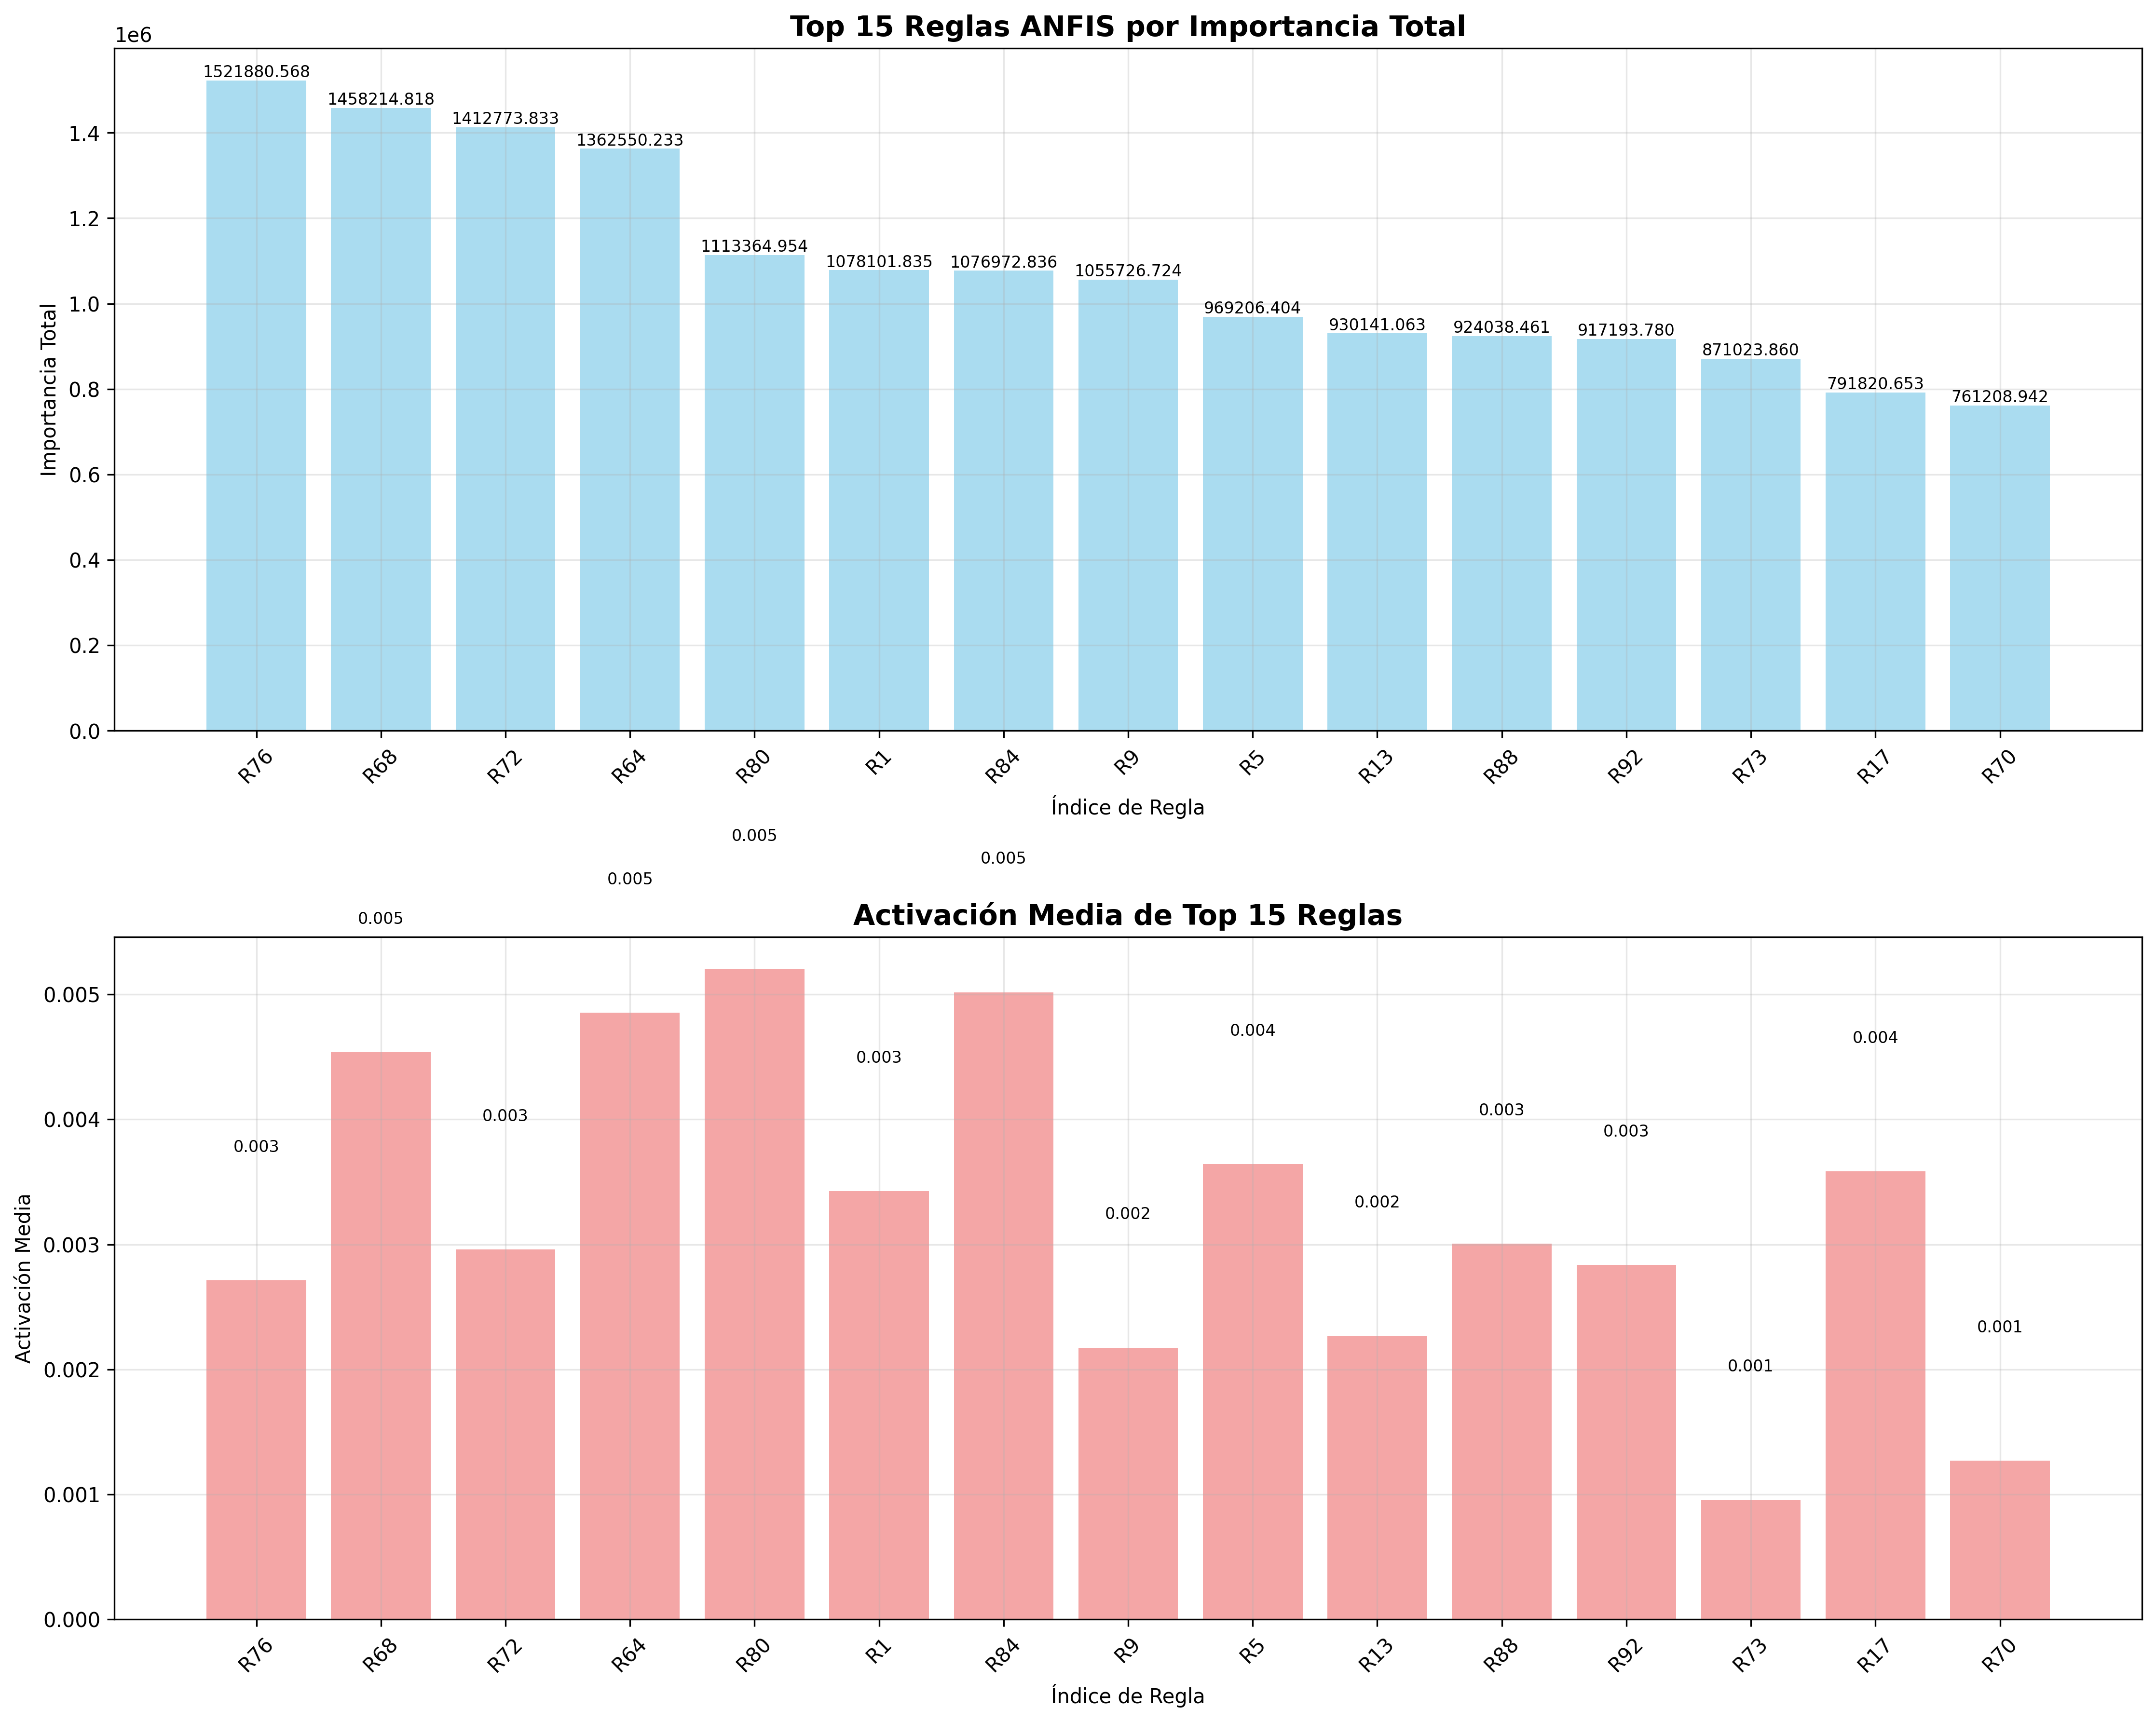 Top 15 Reglas ANFIS por Importancia Total
1e6
1521880.568
1458214.818
1412773.833
1362550.233
1113364.954
1078101.835
1076972.836
1055726.724
969206.404
930141.063
924038.461
917193.780
871023.860
791820.653
761208.942
1.4
1.2
1.0
0.8
0.6
0.4
0.2
0.0
Importancia Total
R76
R68
R72
R64
R80
R1
R84
R9
R5
R13
R88
R92
R73
R17
R70
Índice de Regla
Activación Media de Top 15 Reglas
0.003
0.005
0.003
0.005
0.005
0.003
0.005
0.002
0.004
0.002
0.003
0.003
0.001
0.004
0.001
0.005
0.004
0.003
0.002
0.001
0.000
Activación Media
R76
R68
R72
R64
R80
R1
R84
R9
R5
R13
R88
R92
R73
R17
R70
Índice de Regla